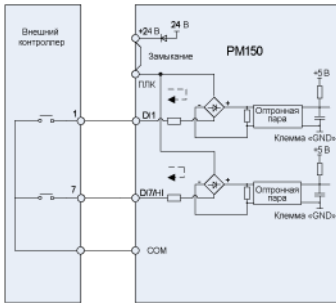 Внешний контроллер
+24 В
24 В
Замыкание
PM150
ПЛК
+5 В
1
DI1
-
+
Оптронная пара
Клемма «GND»
+5 В
7
DI7/HI
-
+
Оптронная пара
Клемма «GND»
COM